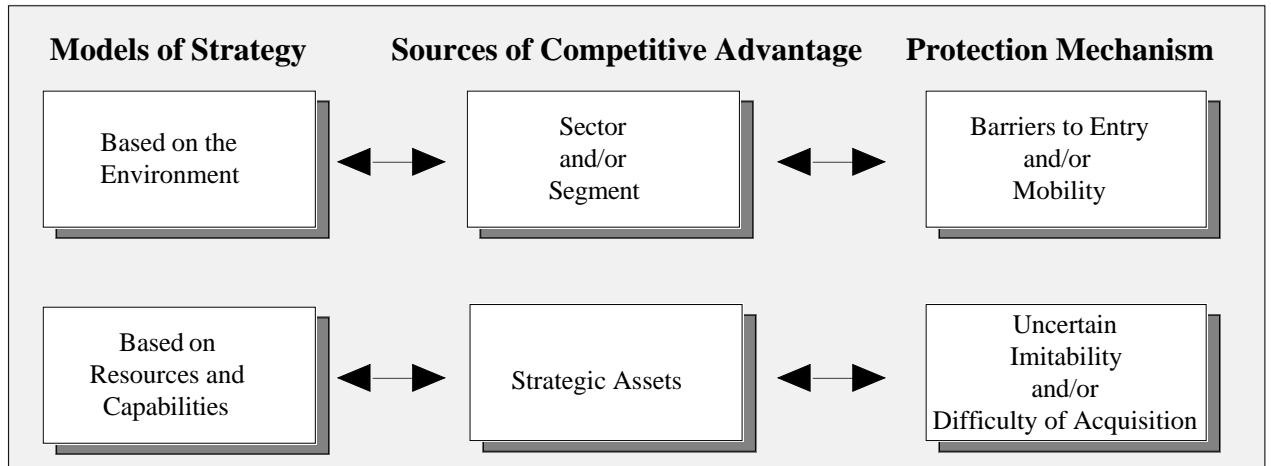 Models of Strategy
Sources of Competitive Advantage
Protection Mechanism
Based on the
Environment
Sector
and/or
Segment
Barriers to Entry
and/or
Mobility
Based on
Resources and
Capabilities
Strategic Assets
Uncertain
Imitability
and/or
Difficulty of Acquisition